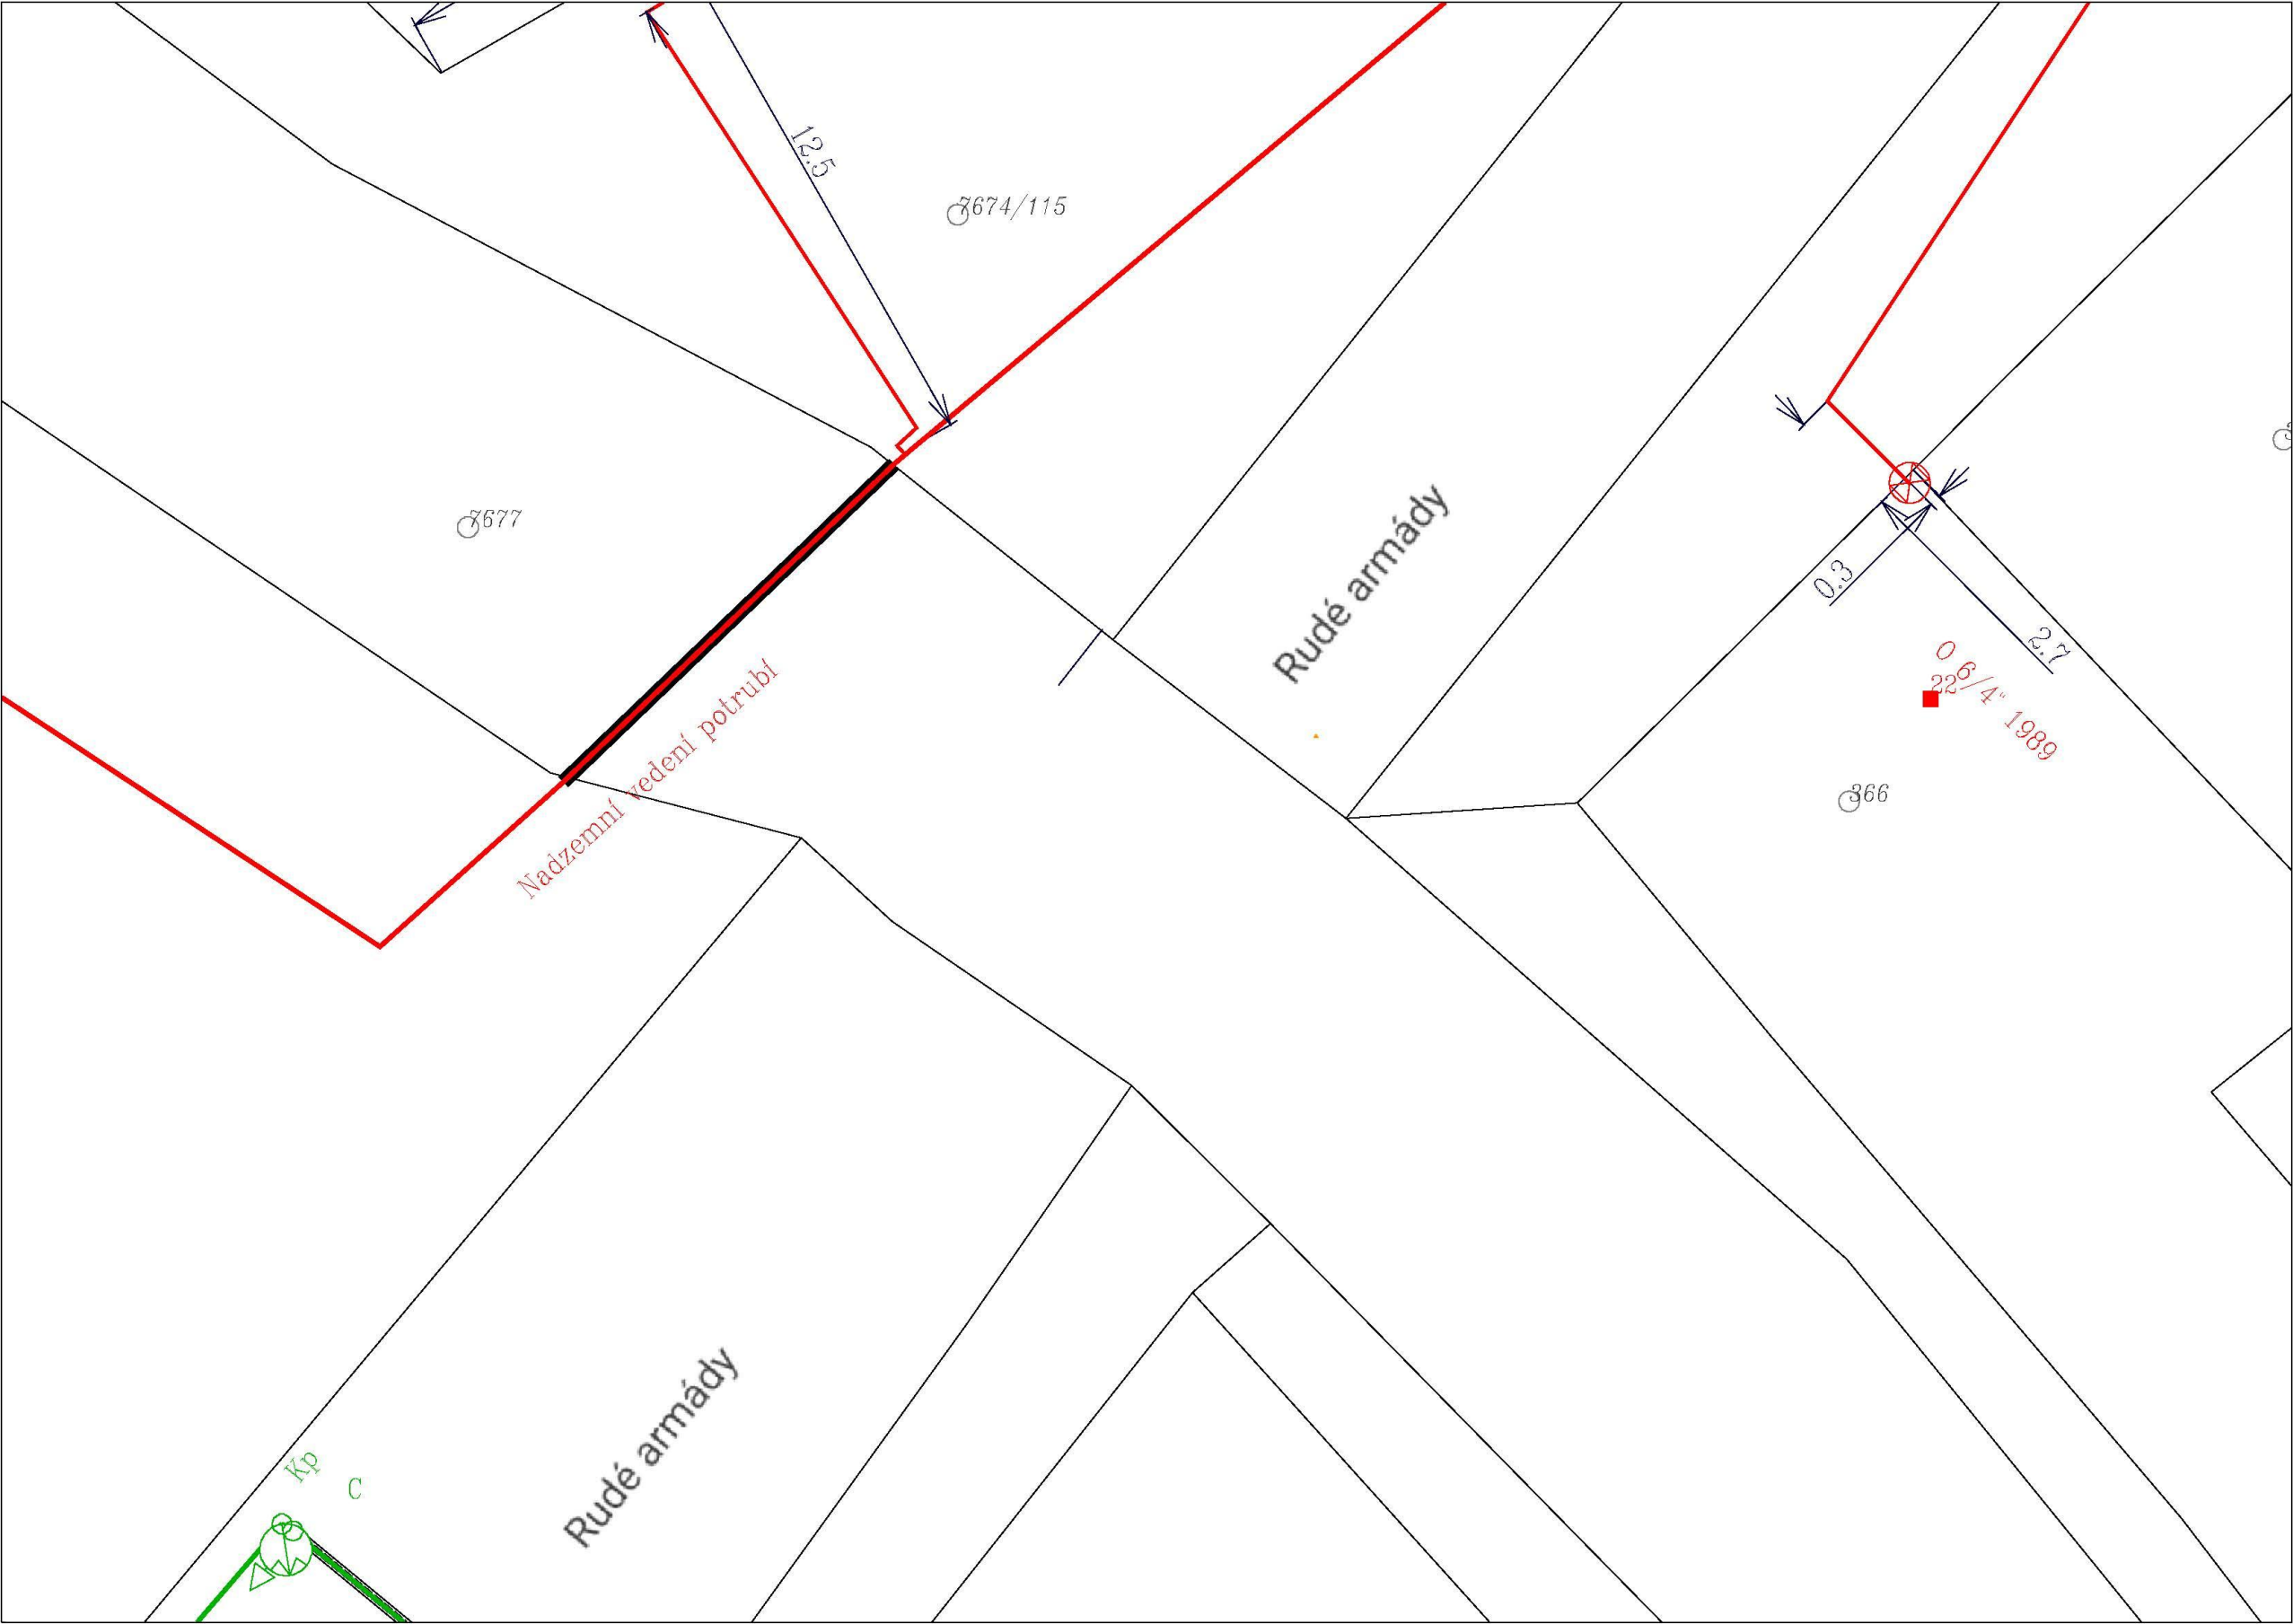 12.5
7674/115
7677
Rudé armády
0.3
2.7
O 6/4" 1989
22
Nadzemní vedení potrubí
366
Rudé armády
Kp
C